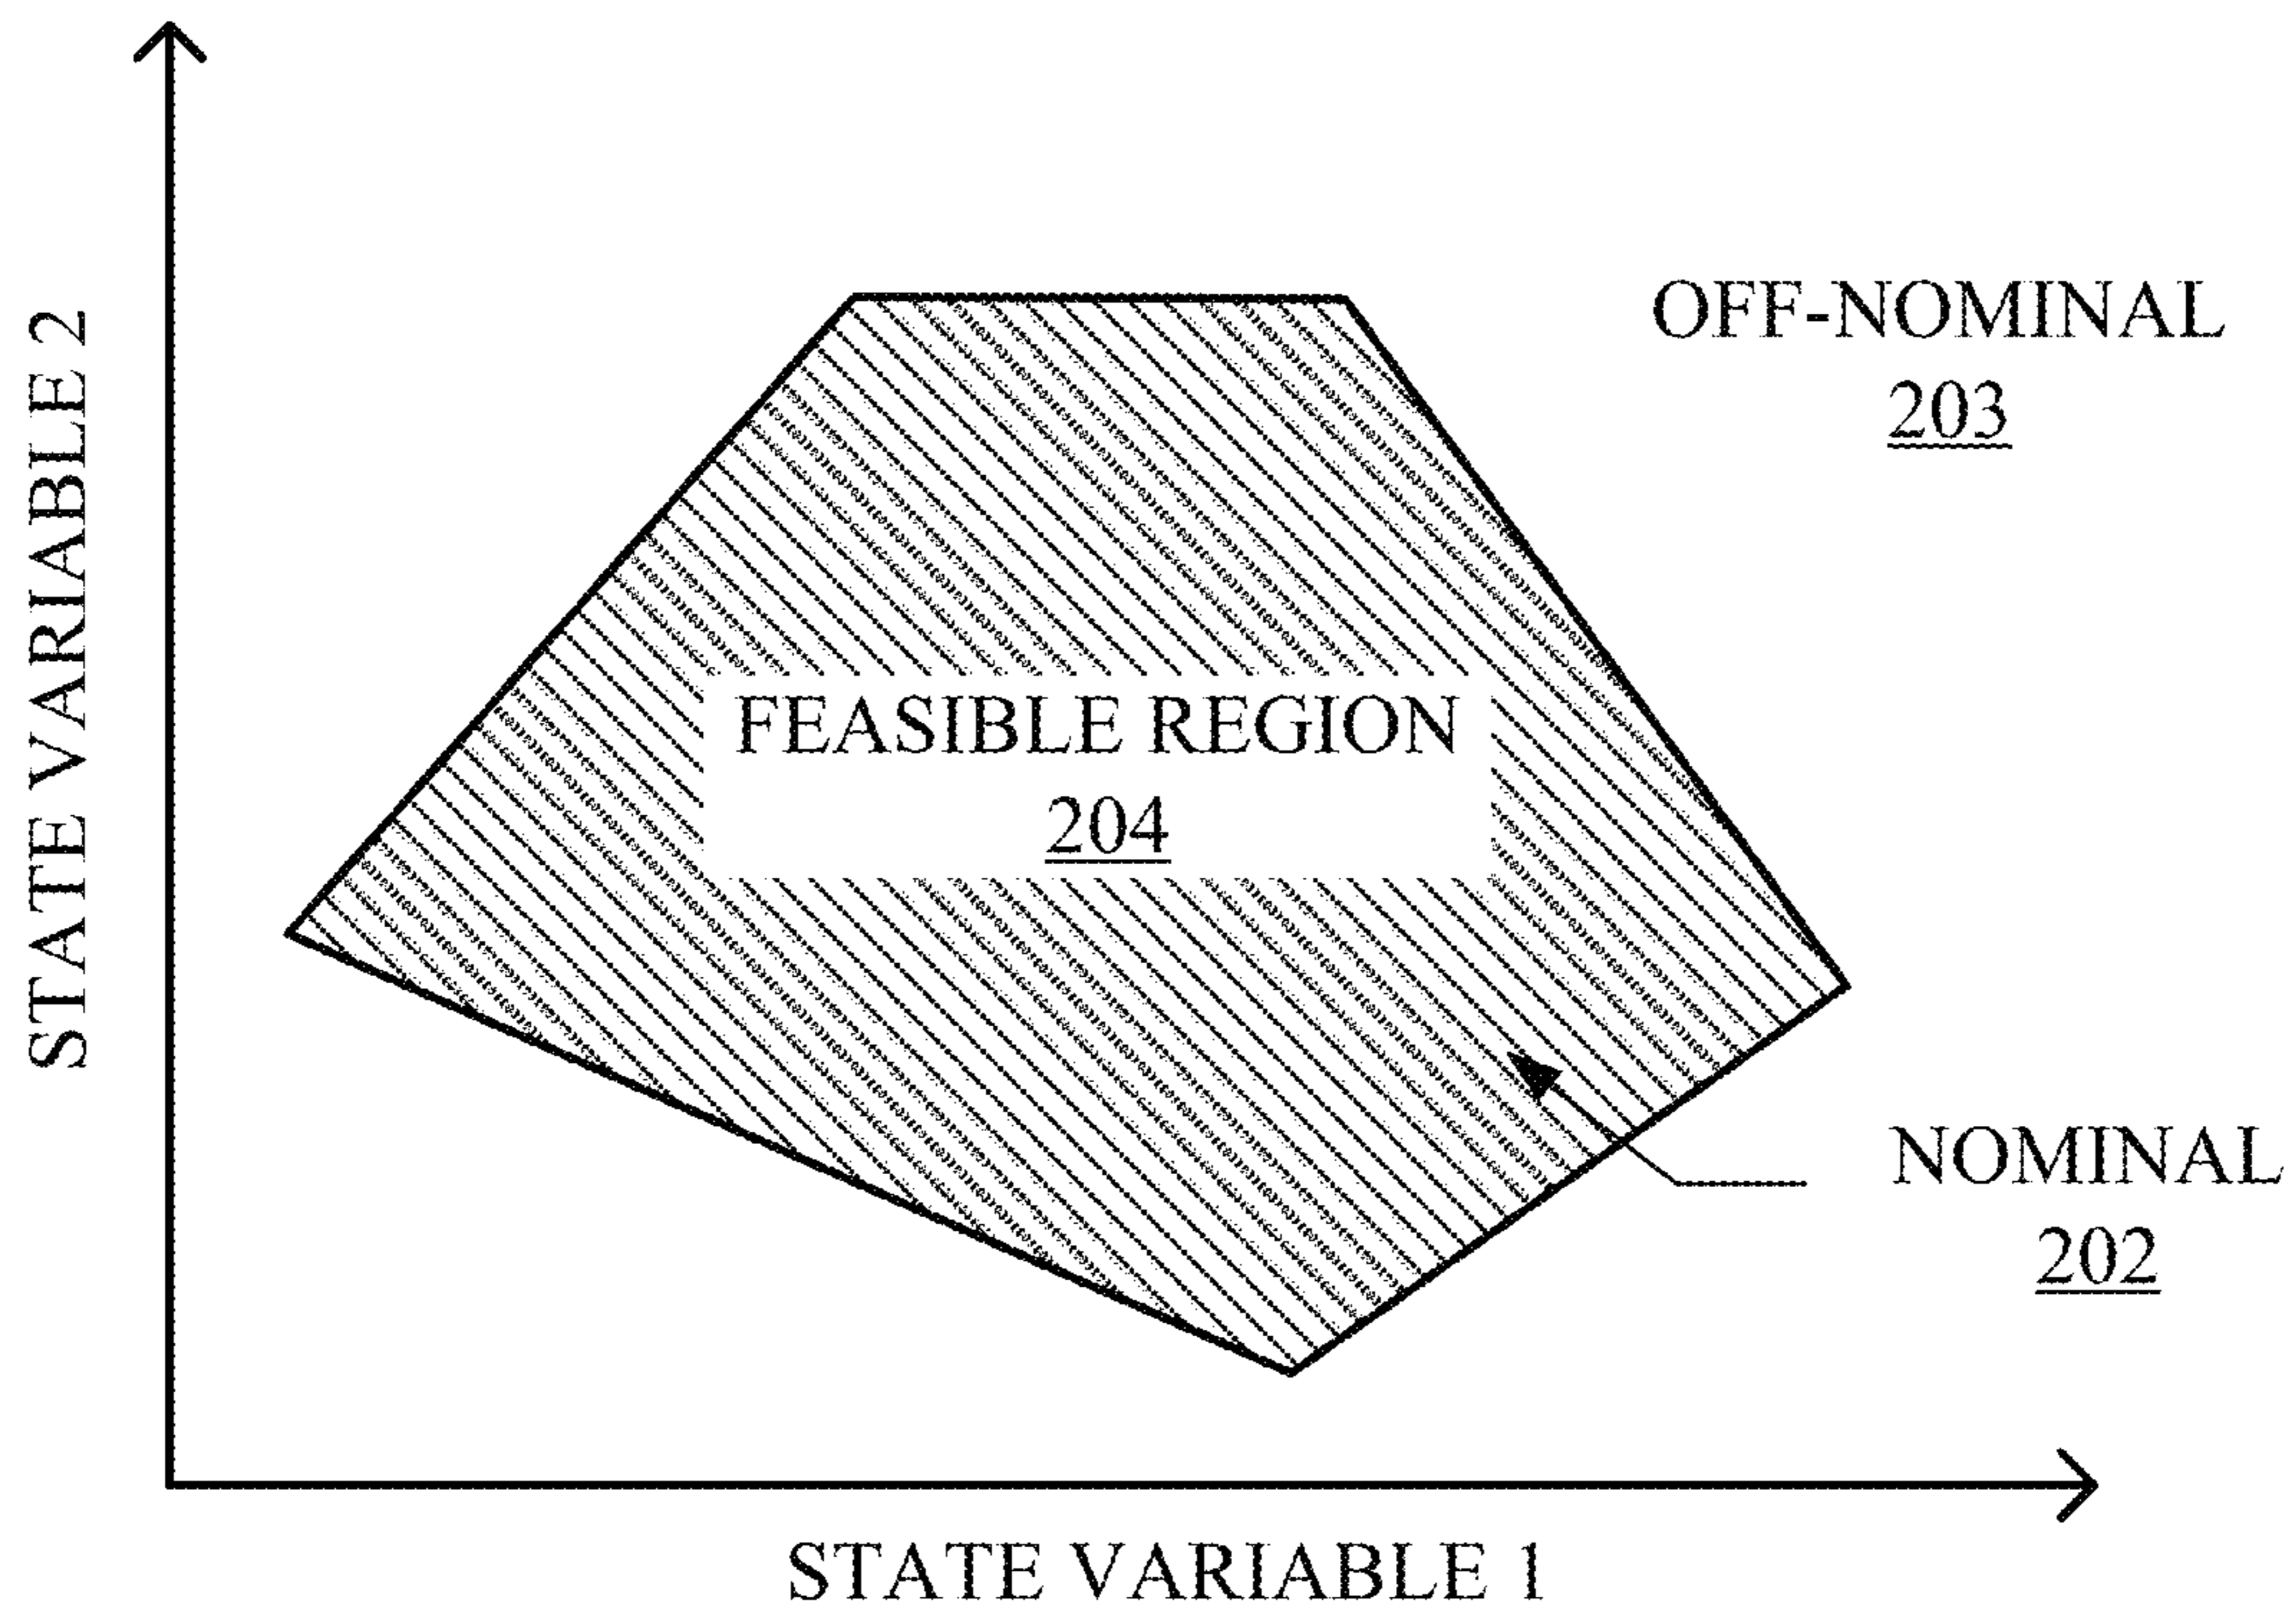 STATE VARIABLE 2
OFF-NOMINAL
203
FEASIBLE REGION
204
NOMINAL
202
STATE VARIABLE 1